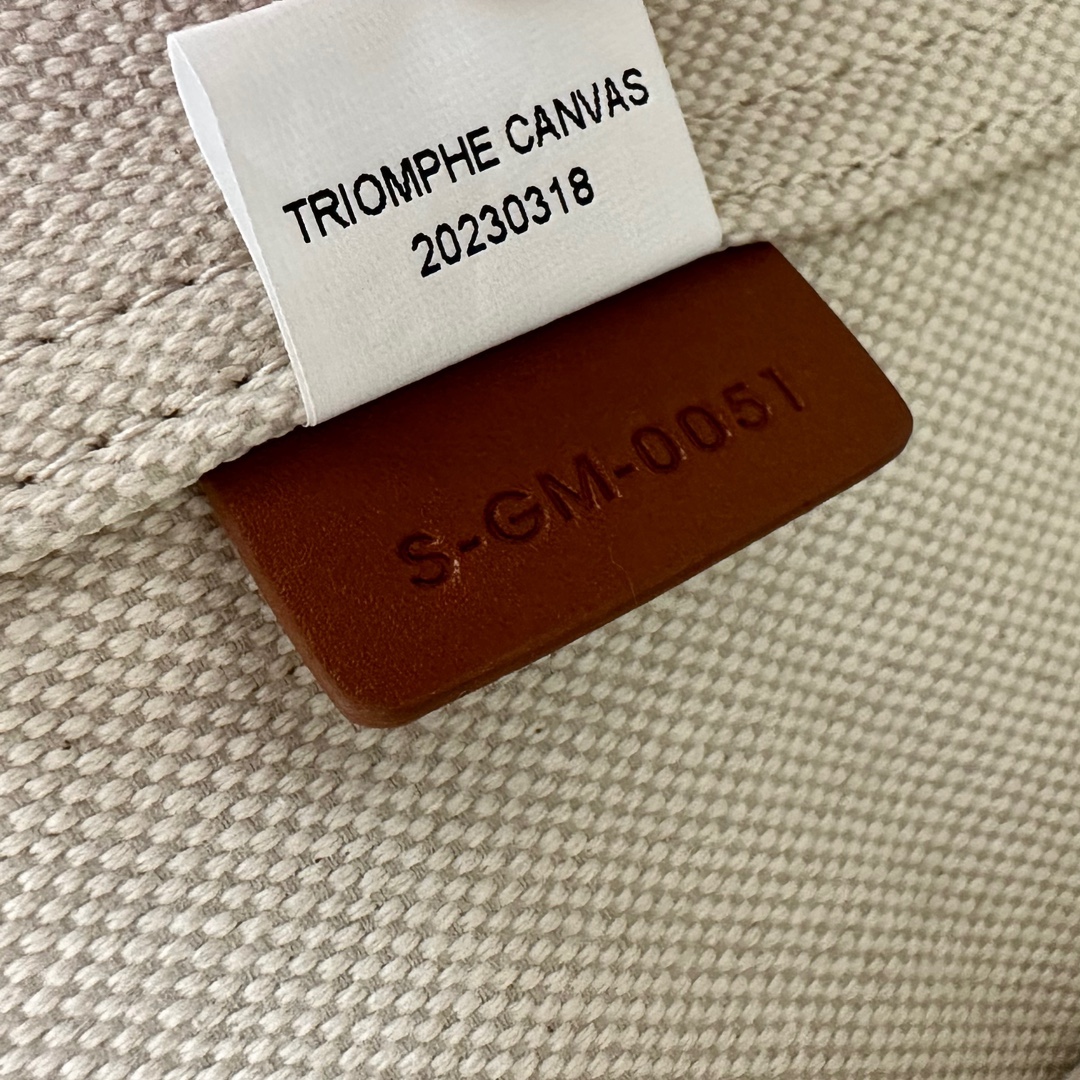 TRIOMPHE CANVAS
20230318
S-GM-0051